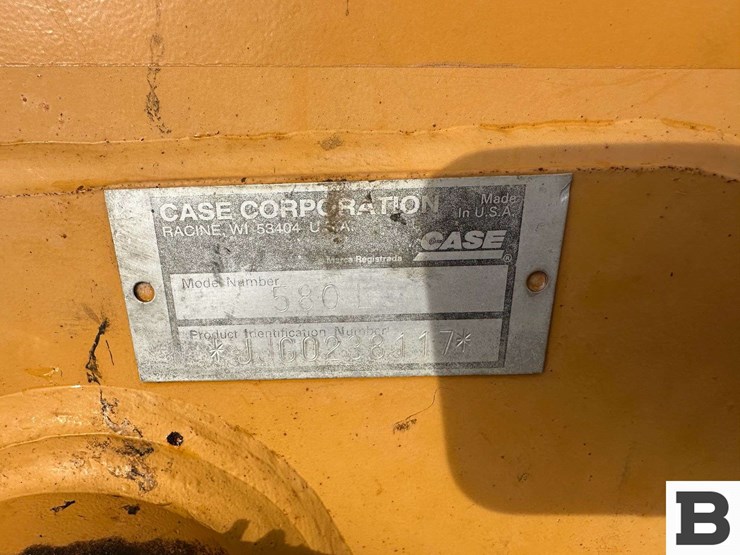 CASE CORPORATION
RACINE, WI 53404 U.S.A.
Made
In U.S.A.
CASE
®
Marca Registrada
Model Number
580
Product Identification Number
B